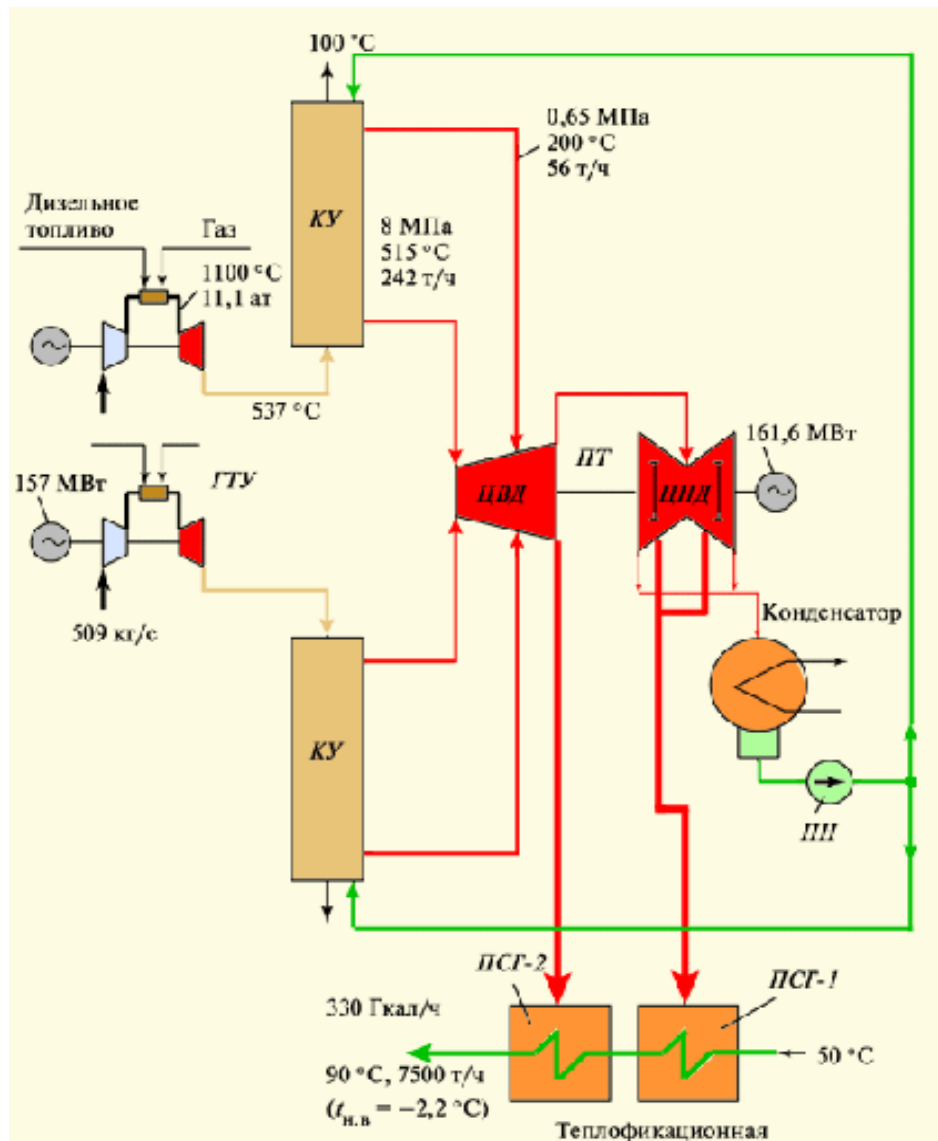 100 °C
0,65 МПа
200 °C
56 т/ч
Дизельное
топливо
Газ
КУ
8 МПа
515 °C
242 т/ч
1100 °C
11,1 ат
537 °C
161,6 МВт
ПТ
157 МВт
ГТУ
ЦВД
ЦНД
509 кг/с
Конденсатор
КУ
ПН
ПСГ-2
ПСГ-1
330 Гкал/ч
50 °C
90 °C, 7500 т/ч
(tн.в = −2,2 °C)
Теплофикационная